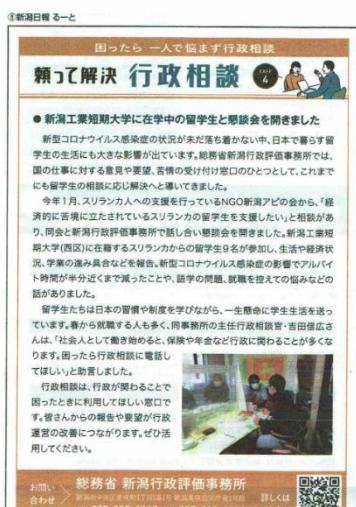 ①新潟日報 るーと
困ったら 一人で悩まず行政相談
頼って解決 行政相談 4
● 新潟工業短期大学に在学中の留学生と懇談会を開きました
新型コロナウイルス感染症の状況が未だ落ち着かない中、日本で暮らす留
学生の生活にも大きな影響が出ています。総務省新潟行政評価事務所では、
国の仕事に対する意見や要望、苦情の受け付け窓口のひとつとして、これまで
にも留学生の相談に応じ解決へと導いてきました。
今年1月、スリランカ人への支援を行っているNGO新潟アピの会から、「経
済的に苦境に立たされているスリランカの留学生を支援したい」と相談があ
り、同会と新潟行政評価事務所で話し合い懇談会を開きました。新潟工業短
期大学(西区)に在籍するスリランカからの留学生9名が参加し、生活や経済状
況、学業の進み具合などを報告。新型コロナウイルス感染症の影響でアルバイ
ト時間が半分近くまで減ったことや、語学の問題、就職を控えての悩みなどの
話がありました。
留学生たちは日本の習慣や制度を学びながら、一生懸命に学生生活を送っ
ています。春から就職する人も多く、同事務所の主任行政相談官・吉田信広さ
んは、「社会人として働き始めると、保険や年金など行政に関わることが多くな
ります。困ったら行政相談に電話し
てほしい」と助言しました。
行政相談は、行政が関わることで
困ったときに利用してほしい窓口で
す。皆さんからの報告や要望が行政
運営の改善につながります。ぜひ活
用してください。
お問い
合わせ
総務省 新潟行政評価事務所
詳しくは